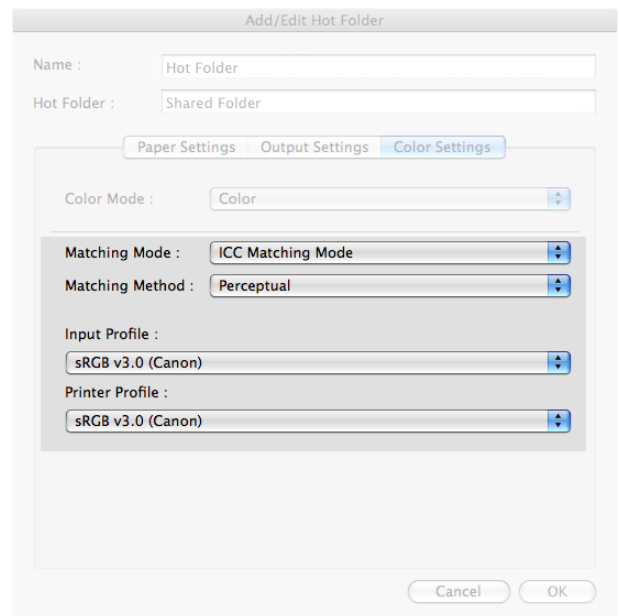 Add/Edit Hot Folder
Name : Hot Folder
Hot Folder : Shared Folder
Paper Settings Output Settings Color Settings
Color Mode : Color
Matching Mode : ICC Matching Mode
Matching Method : Perceptual
Input Profile :
sRGB v3.0 (Canon)
Printer Profile :
sRGB v3.0 (Canon)
Cancel OK